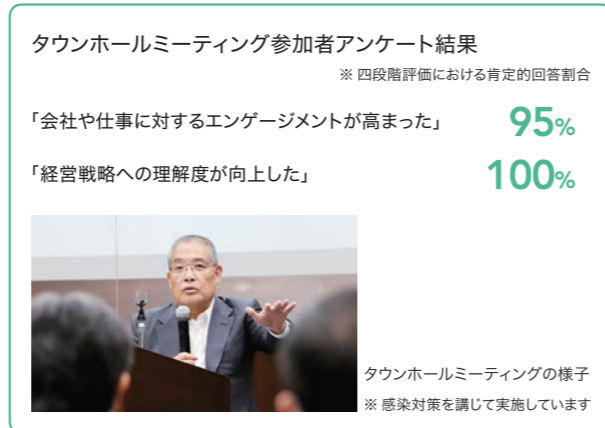 タウンホールミーティング参加者アンケート結果
※ 四段階評価における肯定的回答割合
「会社や仕事に対するエンゲージメントが高まった」 95%
「経営戦略への理解度が向上した」 100%
タウンホールミーティングの様子
※ 感染対策を講じて実施しています